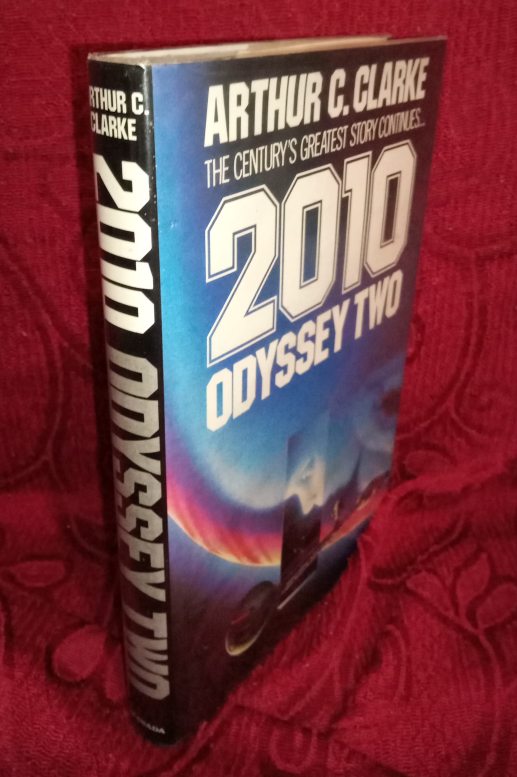 ARTHUR C. CLARKE
THE CENTURY'S GREATEST STORY CONTINUES...
2010
ODYSSEY TWO
ARTHUR C.
CLARKE
2010 ODYSSEY TWO